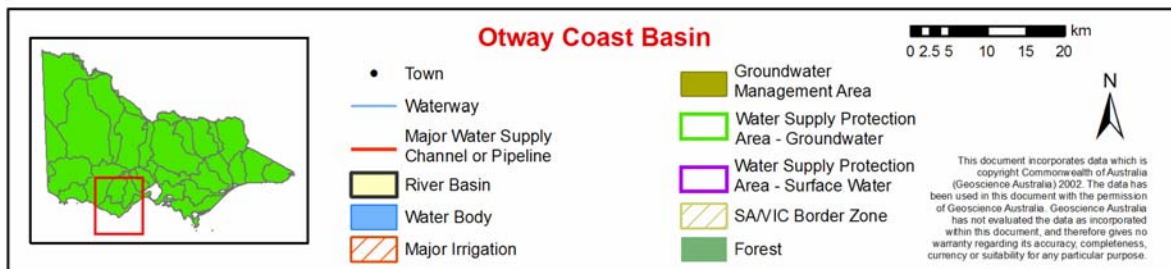 Otway Coast Basin
Town
Waterway
Major Water Supply
Channel or Pipeline
River Basin
Water Body
Major Irrigation
Groundwater
Management Area
Water Supply Protection
Area - Groundwater
Water Supply Protection
Area - Surface Water
SA/VIC Border Zone
Forest
km
0 2.5 5 10 15 20
N
This document incorporates data which is
copyright Commonwealth of Australia
(Geoscience Australia) 2002. The data has
been used in this document with the permission
of Geoscience Australia. Geoscience Australia
has not evaluated the data as incorporated
within this document, and therefore gives no
warranty regarding its accuracy, completeness,
currency or suitability for any particular purpose.